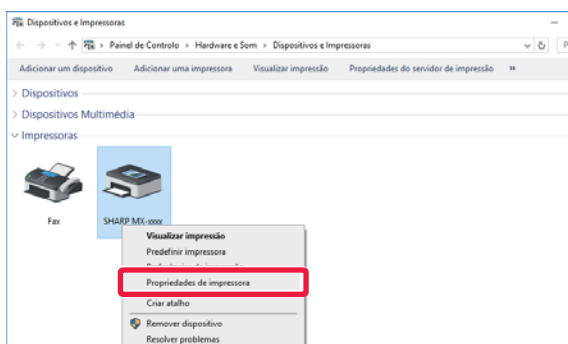 Dispositivos e Impressoras
Painel de Controlo > Hardware e Som > Dispositivos e Impressoras
Adicionar um dispositivo Adicionar uma impressora Visualizar impressão Propriedades do servidor de impressão »
Dispositivos
Dispositivos Multimédia
Impressoras
Fax
SHARP MX-xxxx
Visualizar impressão
Predefinir impressora
Propriedades de impressora
Criar atalho
Remover dispositivo
Resolver problemas